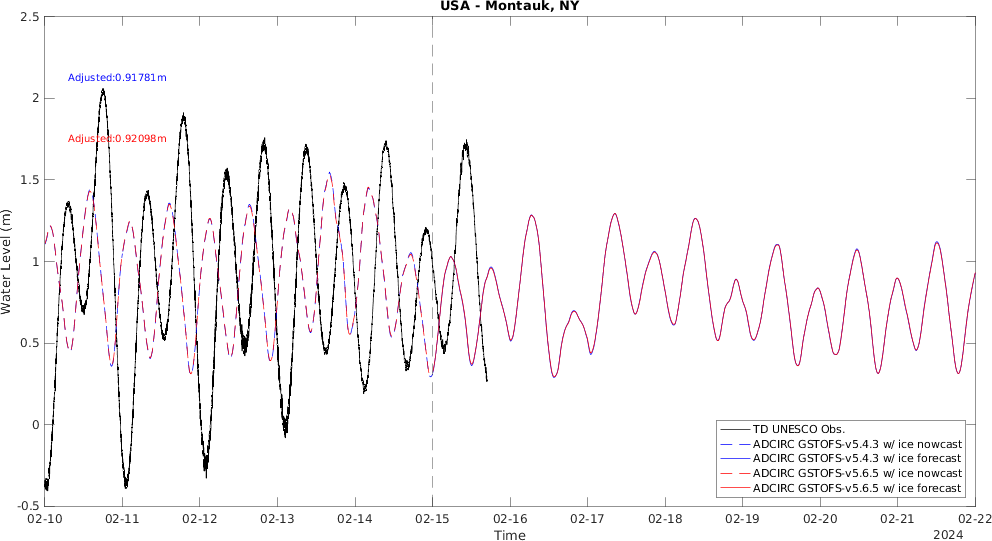 USA - Montauk, NY
2.5
2
1.5
1
0.5
0
-0.5
Water Level (m)
Adjusted:0.91781m
Adjusted:0.92098m
TD UNESCO Obs.
ADCIRC GSTOFS-v5.4.3 w/ ice nowcast
ADCIRC GSTOFS-v5.4.3 w/ ice forecast
ADCIRC GSTOFS-v5.6.5 w/ ice nowcast
ADCIRC GSTOFS-v5.6.5 w/ ice forecast
02-10 02-11 02-12 02-13 02-14 02-15 02-16 02-17 02-18 02-19 02-20 02-21 02-22
Time
2024